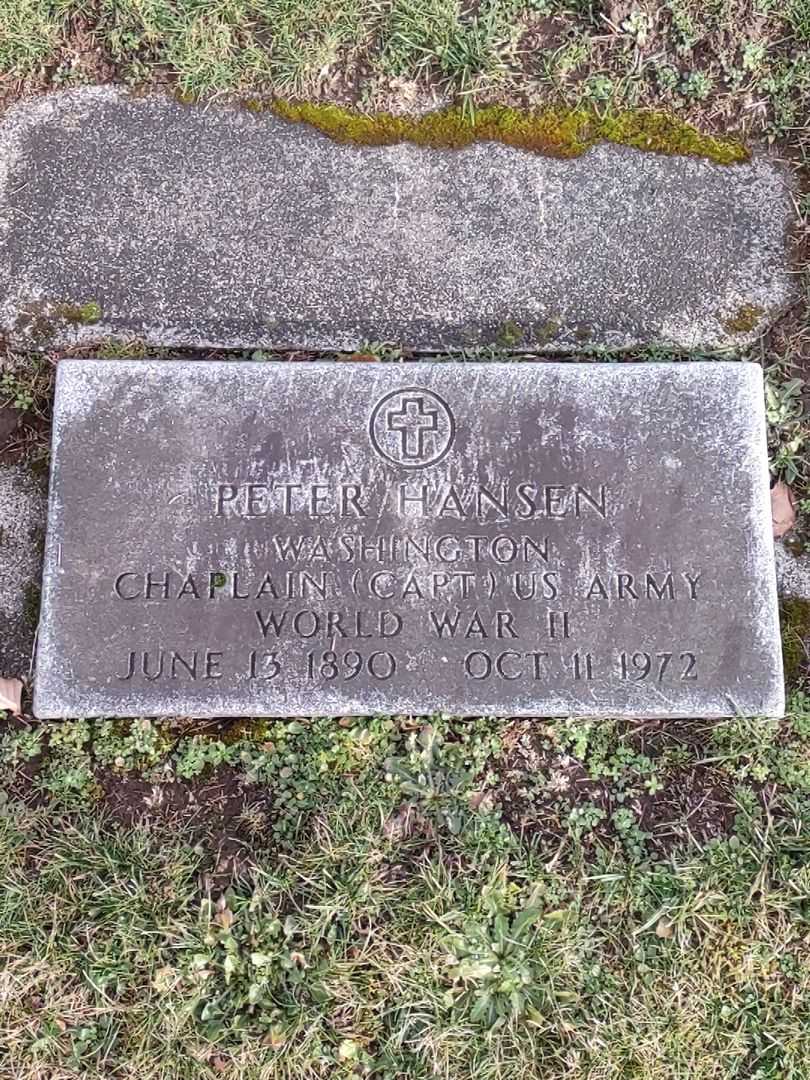 PETER HANSEN
WASHINGTON
CHAPLAIN (CAPT) US ARMY
WORLD WAR II
JUNE 13 1890 OCT 11 1972